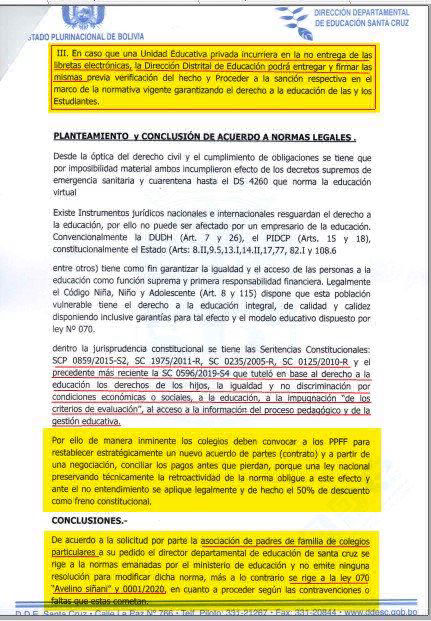 DIRECCIÓN DEPARTAMENTAL
DE EDUCACIÓN SANTA CRUZ
STADO PLURINACIONAL DE BOLIVIA
III. En caso que una Unidad Educativa privada incurriera en la no entrega de las
libretas electrónicas, la Dirección Distrital de Educación podrá entregar y firmar las
mismas previa verificación del hecho y Proceder a la sanción respectiva en el
marco de la normativa vigente garantizando el derecho a la educación de las y los
Estudiantes.
PLANTEAMIENTO y CONCLUSIÓN DE ACUERDO A NORMAS LEGALES .
Desde la óptica del derecho civil y el cumplimiento de obligaciones se tiene que
por imposibilidad material ambos incumplieron efecto de los decretos supremos de
emergencia sanitaria y cuarentena hasta el DS 4260 que norma la educación
virtual
Existe Instrumentos jurídicos nacionales e internacionales resguardan el derecho a
la educación, por ello no puede ser afectado por un empresario de la educación.
Convencionalmente la DUDH (Art. 7 y 26), el PIDCP (Arts. 15 y 18),
constitucionalmente el Estado (Arts: 8.II,9.5,13.I,14.II,17,77, 82.I y 108.6
entre otros) tiene como fin garantizar la igualdad y el acceso de las personas a la
educación como función suprema y primera responsabilidad financiera. Legalmente
el Código Niña, Niño y Adolescente (Art. 8 y 115) dispone que esta población
vulnerable tiene el derecho a la educación integral, de calidad y calidez
disponiendo inclusive garantías para tal efecto y el modelo educativo dispuesto por
ley Nº 070.
dentro la jurisprudencia constitucional se tiene las Sentencias Constitucionales:
SCP 0859/2015-S2, SC 1975/2011-R, SC 0235/2005-R, SC 0125/2010-R y el
precedente más reciente la SC 0596/2019-S4 que tuteló en base al derecho a la
educación los derechos de los hijos, la igualdad y no discriminación por
condiciones económicas o sociales, a la educación, a la impugnación "de los
criterios de evaluación", al acceso a la información del proceso pedagógico y de la
gestión educativa.
Por ello de manera inminente los colegios deben convocar a los PPFF para
restablecer estratégicamente un nuevo acuerdo de partes (contrato) y a partir de
una negociación, conciliar los pagos antes que pierdan, porque una ley nacional
preservando técnicamente la retroactividad de la norma obligue a este efecto y
ante el no entendimiento se aplique legalmente y de hecho el 50% de descuento
como freno constitucional.
CONCLUSIONES.-
De acuerdo a la solicitud por parte la asociación de padres de familia de colegios
particulares a su pedido el director departamental de educación de santa cruz se
rige a la normas emanadas por el ministerio de educación y no emite ninguna
resolución para modificar dicha norma, más a lo contrario se rige a la ley 070
"Avelino siñani" y 0001/2020, en cuanto a proceder según las contravenciones o
faltas que estas cometan.
D.D.E. Santa Cruz • Calle La Paz Nº 766 • Telf. Piloto: 331-21267 - Fax: 331-20844 • www.ddesc.gob.bo